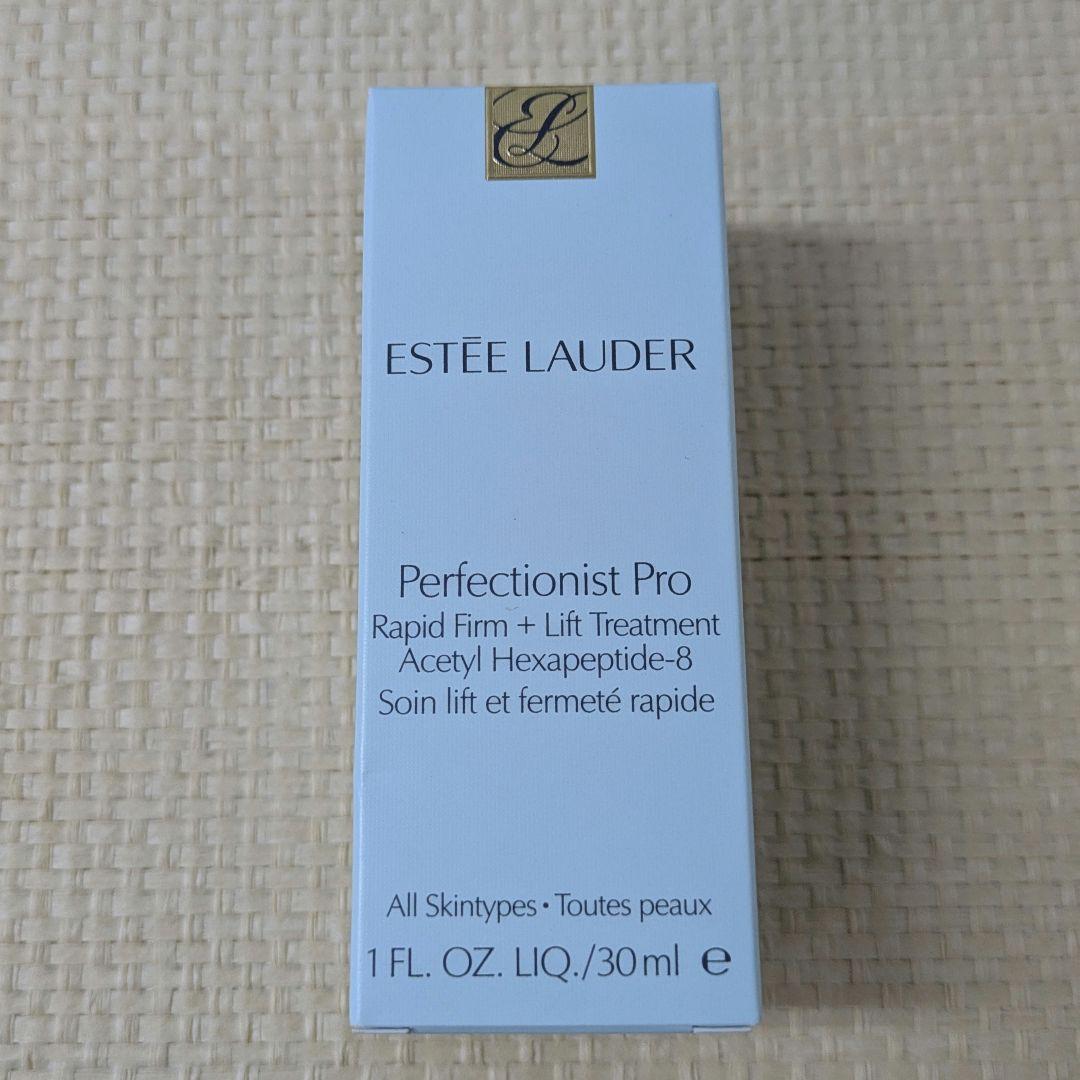 EL
ESTĒE LAUDER
Perfectionist Pro
Rapid Firm + Lift Treatment
Acetyl Hexapeptide-8
Soin lift et fermeté rapide
All Skintypes • Toutes peaux
1 FL. OZ. LIQ./30 ml ℮